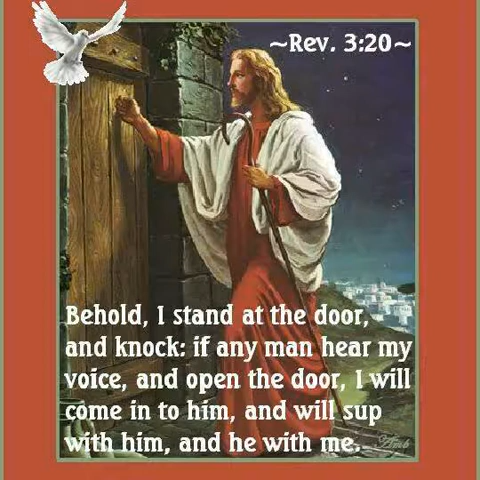 ~Rev. 3:20~
Behold, I stand at the door,
and knock: if any man hear my
voice, and open the door, I will
come in to him, and will sup
with him, and he with me.